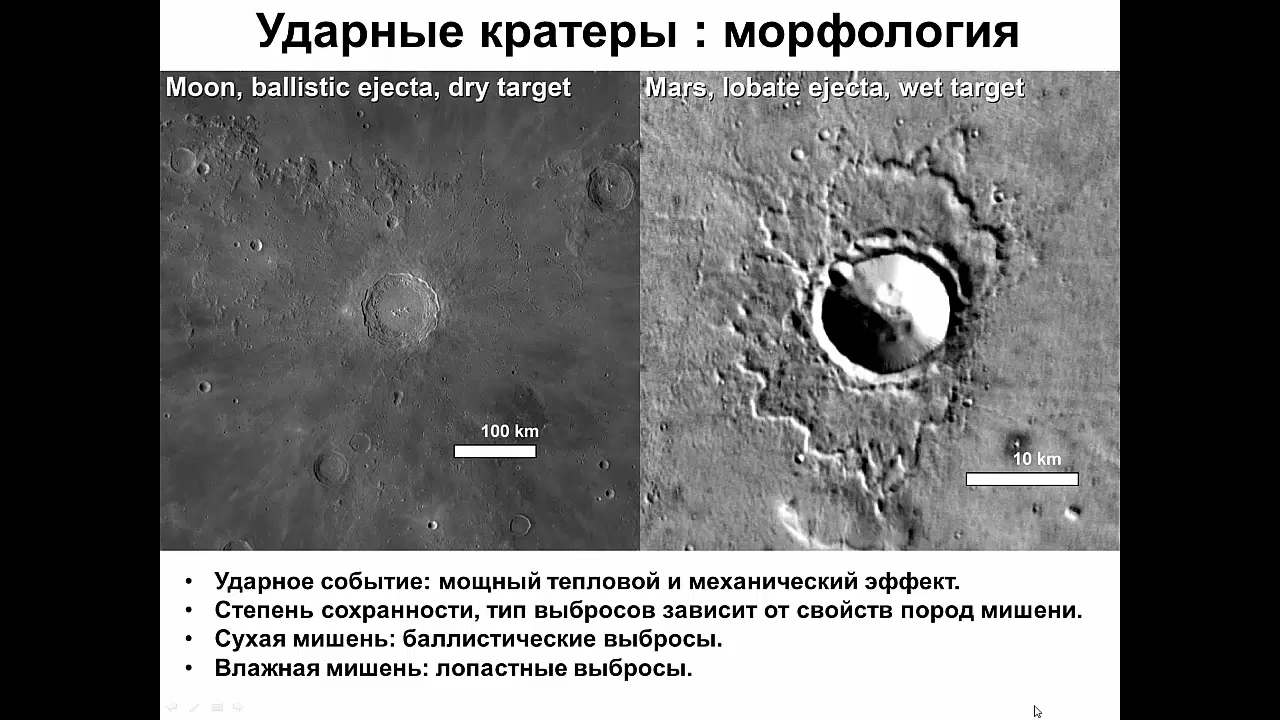 Ударные кратеры : морфология
Moon, ballistic ejecta, dry target
Mars, lobate ejecta, wet target
100 km
10 km
• Ударное событие: мощный тепловой и механический эффект.
• Степень сохранности, тип выбросов зависит от свойств пород мишени.
• Сухая мишень: баллистические выбросы.
• Влажная мишень: лопастные выбросы.